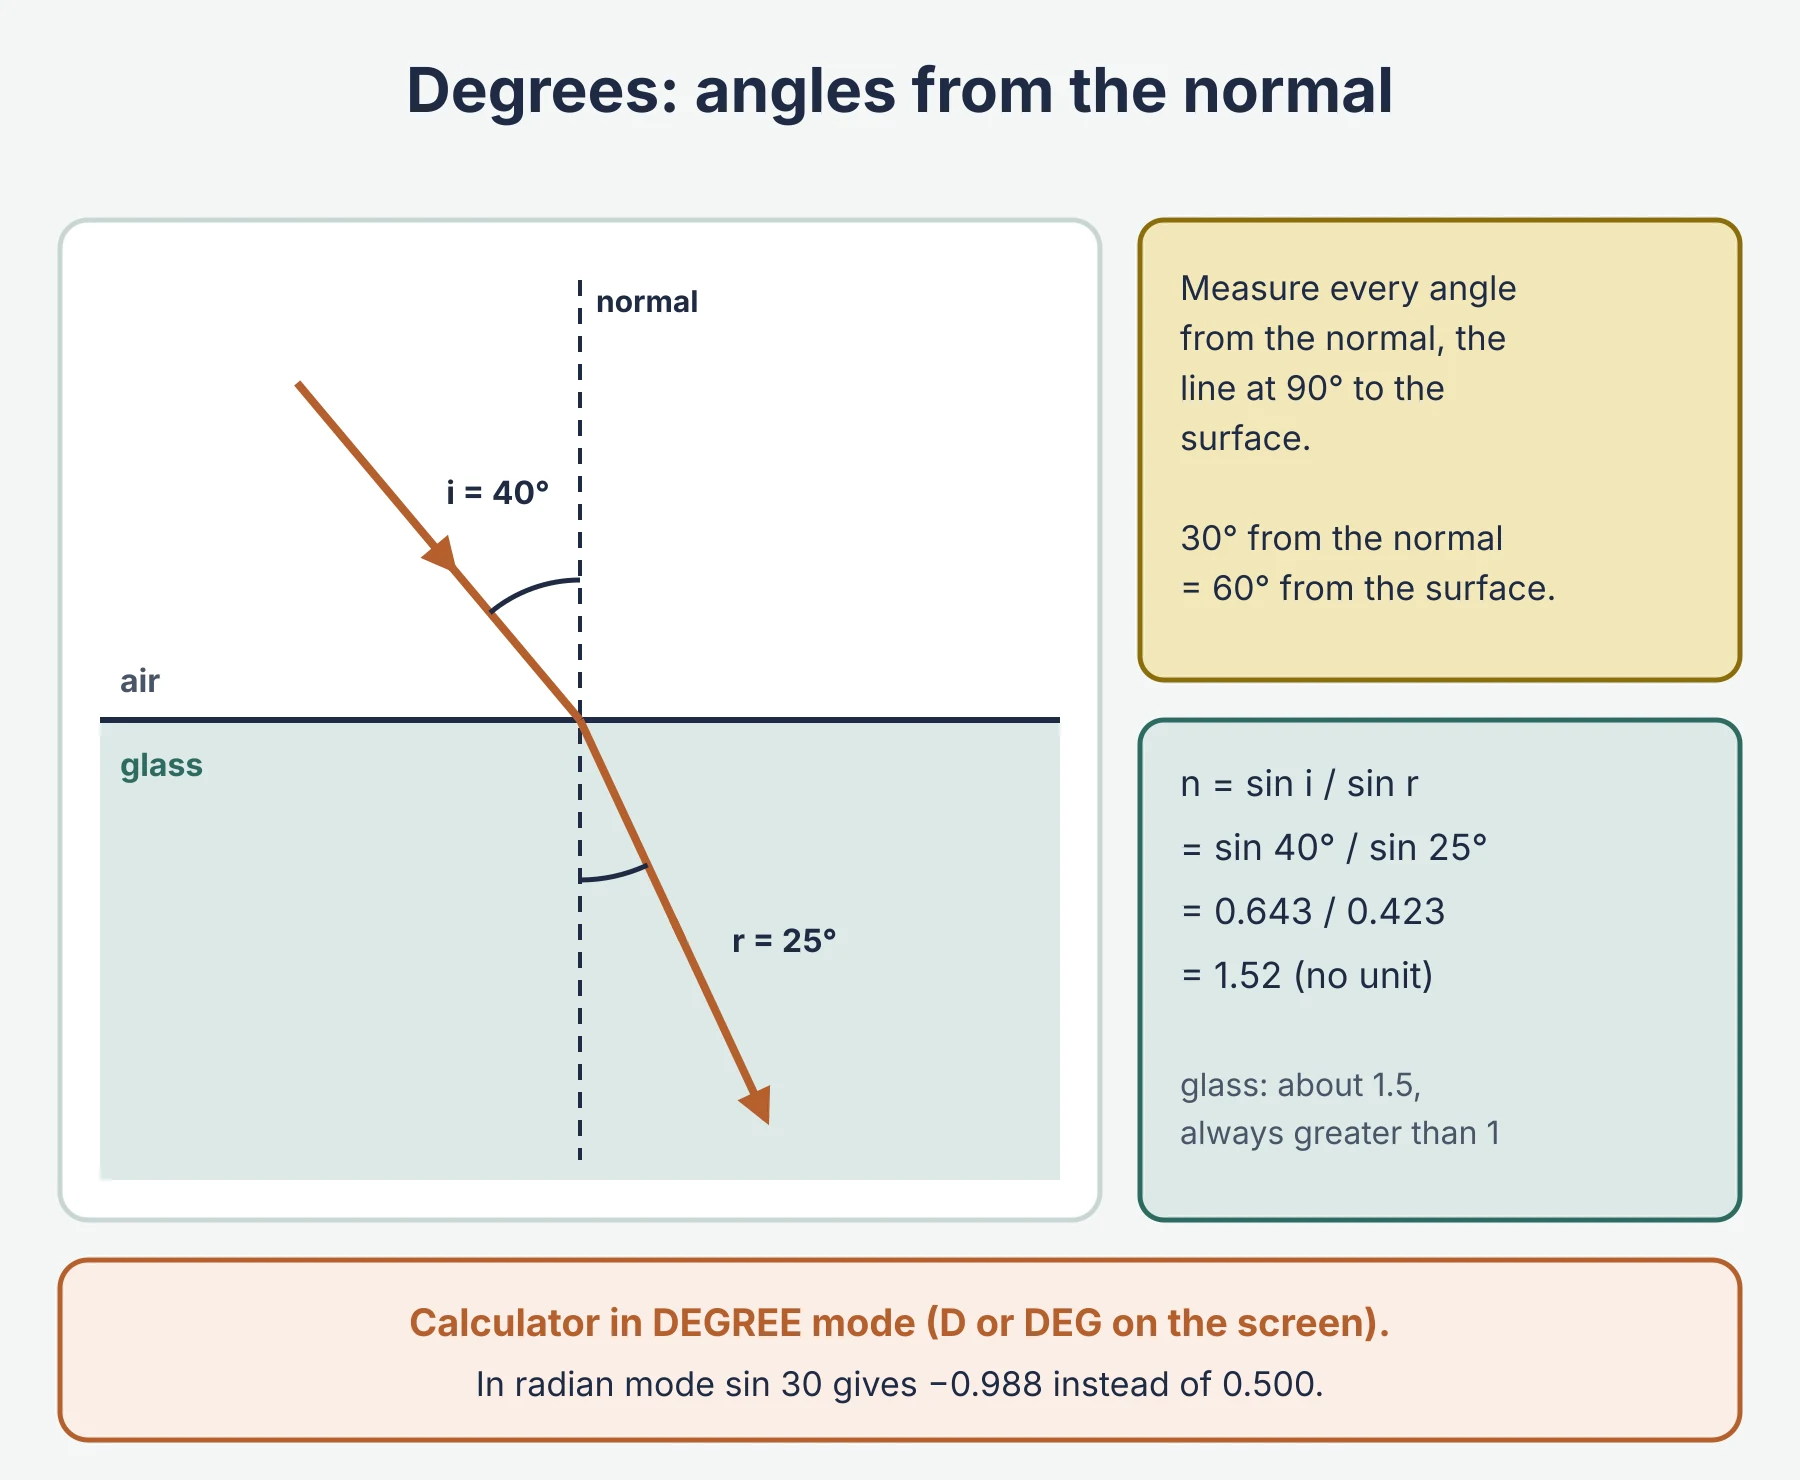 Degrees: angles from the normal
normal
i = 40°
air
glass
r = 25°
Measure every angle
from the normal, the
line at 90° to the
surface.
30° from the normal
= 60° from the surface.
n = sin i / sin r
= sin 40° / sin 25°
= 0.643 / 0.423
= 1.52 (no unit)
glass: about 1.5,
always greater than 1
Calculator in DEGREE mode (D or DEG on the screen).
In radian mode sin 30 gives −0.988 instead of 0.500.